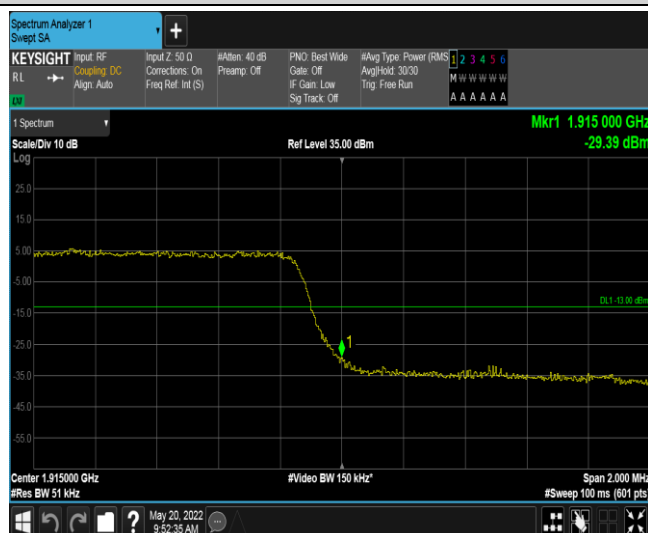 Spectrum Analyzer 1
Swept SA
+
KEYSIGHT
RL
LXI
Input: RF
Coupling: DC
Align: Auto
Input Z: 50 Ω
Corrections: On
Freq Ref: Int (S)
#Atten: 40 dB
Preamp: Off
PNO: Best Wide
Gate: Off
IF Gain: Low
Sig Track: Off
#Avg Type: Power (RMS
Avg|Hold: 30/30
Trig: Free Run
1 2 3 4 5 6
M W W W W W
A A A A A A
1 Spectrum
Scale/Div 10 dB
Ref Level 35.00 dBm
Mkr1 1.915 000 GHz
-29.39 dBm
Log
25.0
15.0
5.00
-5.00
DL1 -13.00 dBm
-15.0
1
-25.0
-35.0
-45.0
-55.0
Center 1.915000 GHz
#Video BW 150 kHz*
Span 2.000 MHz
#Res BW 51 kHz
#Sweep 100 ms (601 pts)
?
May 20, 2022
9:52:35 AM